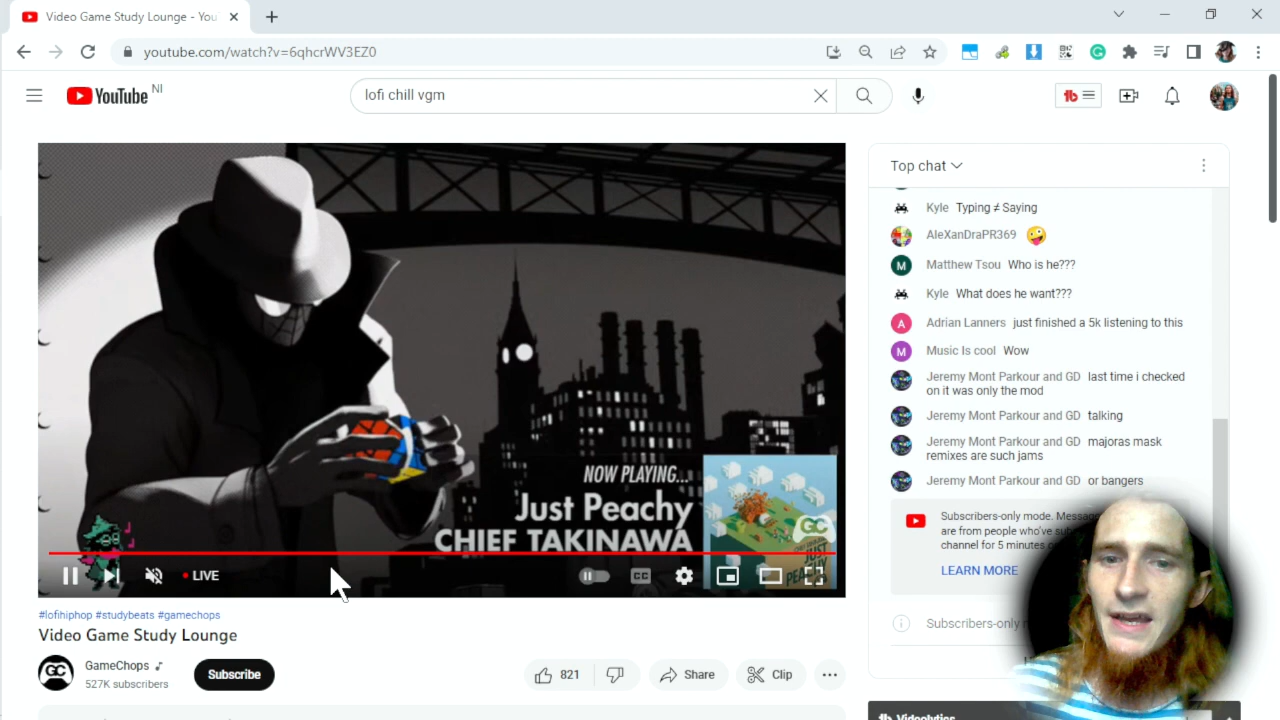 Video Game Study Lounge - You
youtube.com/watch?v=6qhcrWV3EZ0
YouTube NI
lofi chill vgm
Top chat
Kyle Typing ≠ Saying
AleXanDraPR369
M Matthew Tsou Who is he???
Kyle What does he want???
A Adrian Lanners just finished a 5k listening to this
M Music Is cool Wow
Jeremy Mont Parkour and GD last time i checked
on it was only the mod
Jeremy Mont Parkour and GD talking
Jeremy Mont Parkour and GD majoras mask
remixes are such jams
Jeremy Mont Parkour and GD or bangers
Subscribers-only mode.
are from people who've
channel for 5 minutes
LEARN MORE
Subscribers-only
NOW PLAYING...
Just Peachy
CHIEF TAKINAWA
GC
JUST
PEACHY
LIVE
CC
#lofihiphop #studybeats #gamechops
Video Game Study Lounge
GC
GameChops
527K subscribers
Subscribe
821
Share
Clip
Videolytics